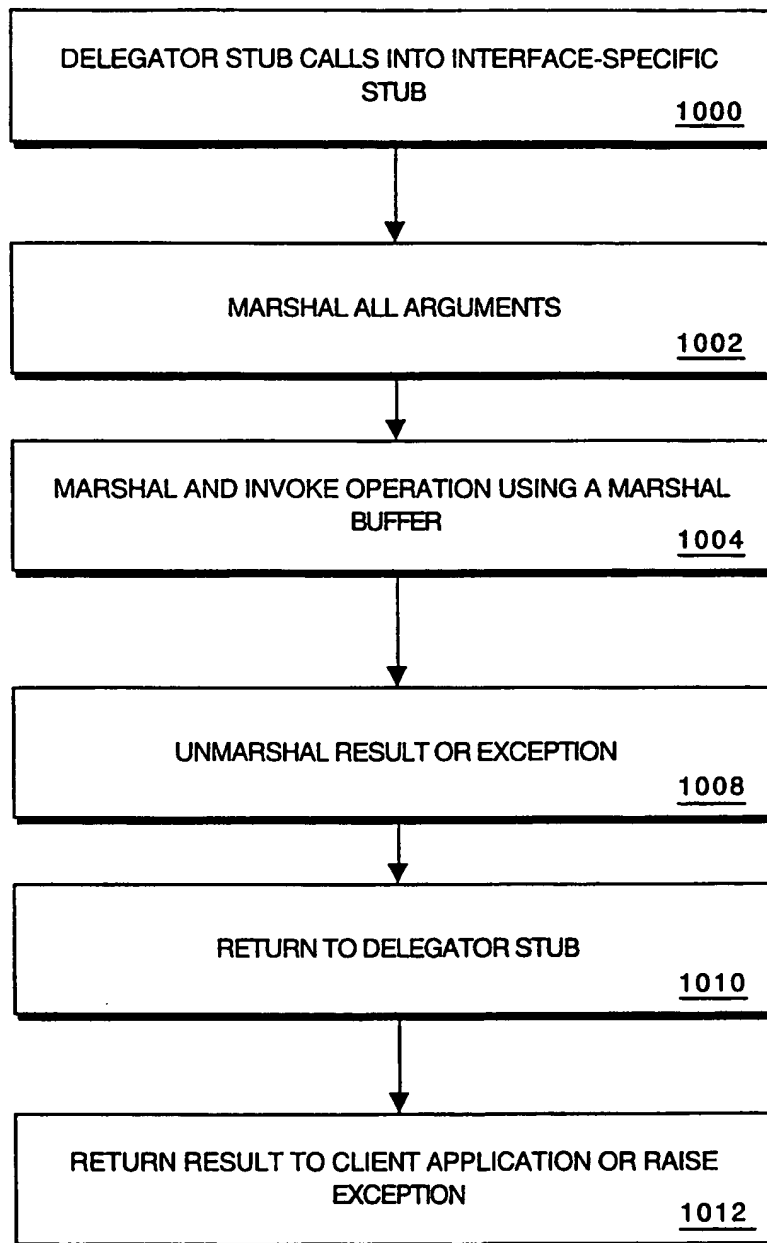 DELEGATOR STUB CALLS INTO INTERFACE-SPECIFIC
STUB
1000
MARSHAL ALL ARGUMENTS
1002
MARSHAL AND INVOKE OPERATION USING A MARSHAL
BUFFER
1004
UNMARSHAL RESULT OR EXCEPTION
1008
RETURN TO DELEGATOR STUB
1010
RETURN RESULT TO CLIENT APPLICATION OR RAISE
EXCEPTION
1012